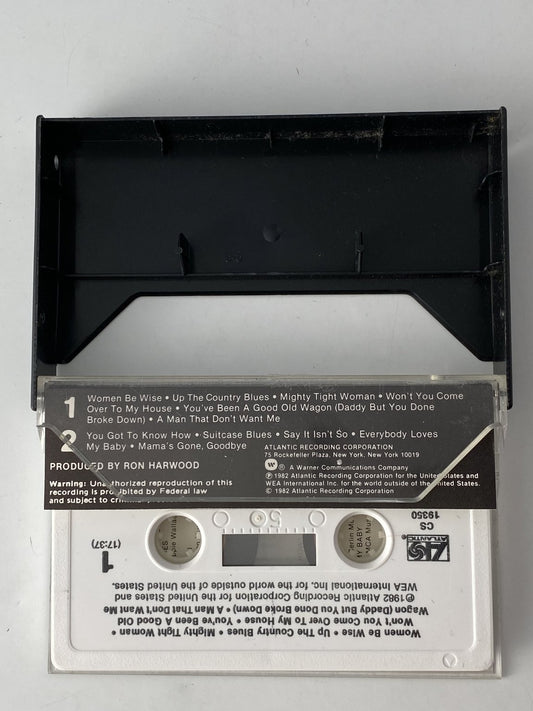 1
Women Be Wise • Up The Country Blues • Mighty Tight Woman • Won't You Come
Over To My House • You've Been A Good Old Wagon (Daddy But You Done
Broke Down) • A Man That Don't Want Me
2
You Got To Know How • Suitcase Blues • Say It Isn't So • Everybody Loves
My Baby • Mama's Gone, Goodbye
PRODUCED BY RON HARWOOD
Warning: Unauthorized reproduction of this
recording is prohibited by Federal law
and subject to
ATLANTIC RECORDING CORPORATION
75 Rockefeller Plaza, New York, New York 10019
A Warner Communications Company
℗ 1982 Atlantic Recording Corporation for the United States and
WEA International Inc. for the world outside of the United States.
© 1982 Atlantic Recording Corporation
CS
19350
ATLANTIC
50
1
(17:37)
Women Be Wise • Up The Country Blues • Mighty Tight Woman •
Won't You Come Over To My House • You've Been A Good Old
Wagon (Daddy But You Done Broke Down) • A Man That Don't Want Me
℗1982 Atlantic Recording Corporation for the United States and
WEA International Inc. for the world outside of the United States.